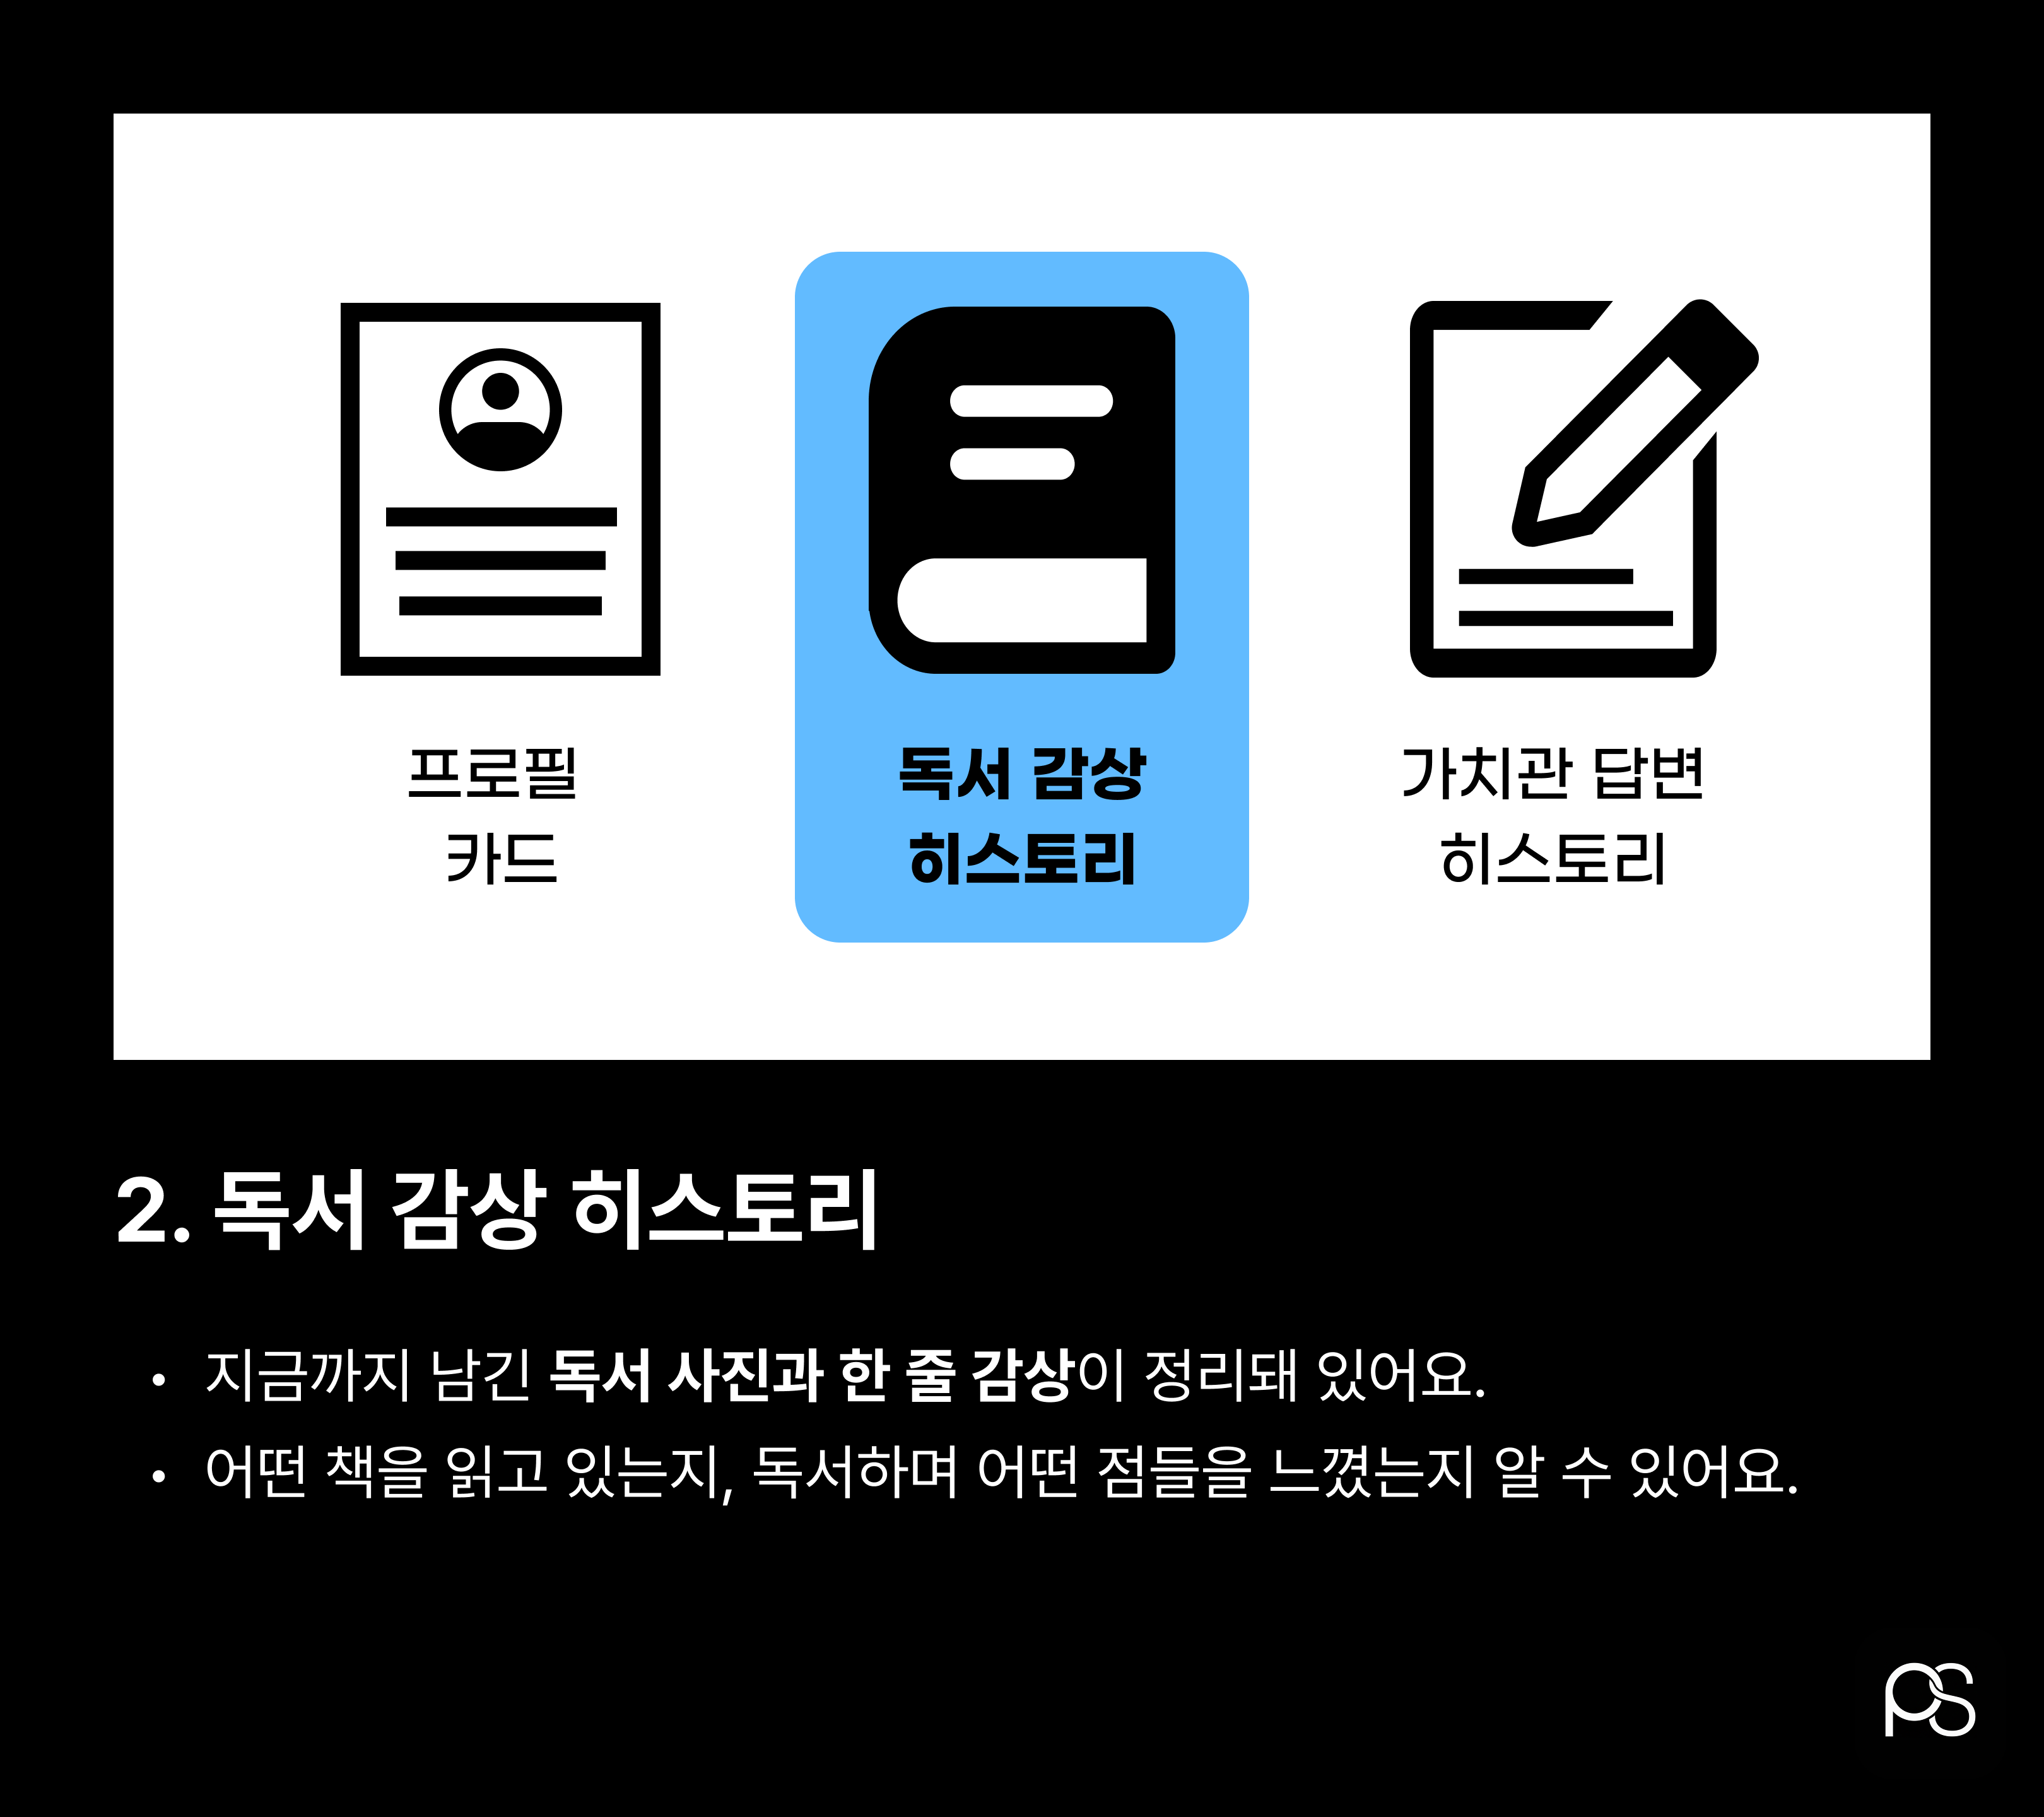 프로필
카드
독서 감상
히스토리
가치관 답변
히스토리
2. 독서 감상 히스토리
• 지금까지 남긴 독서 사진과 한 줄 감상이 정리돼 있어요.
• 어떤 책을 읽고있는지, 독서하며 어떤 점들을 느꼈는지 알 수 있어요.
PS